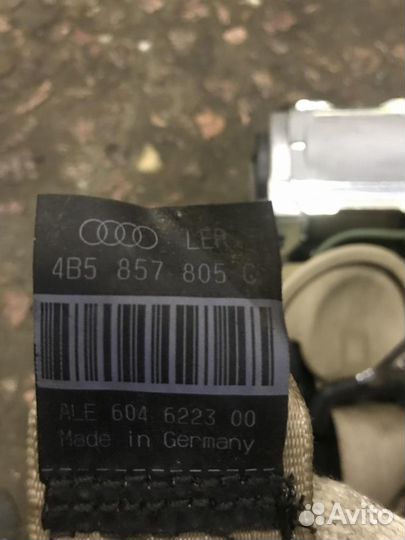 LER
4B5 857 805 G
ALE 604 6223 00
Made in Germany
Avito